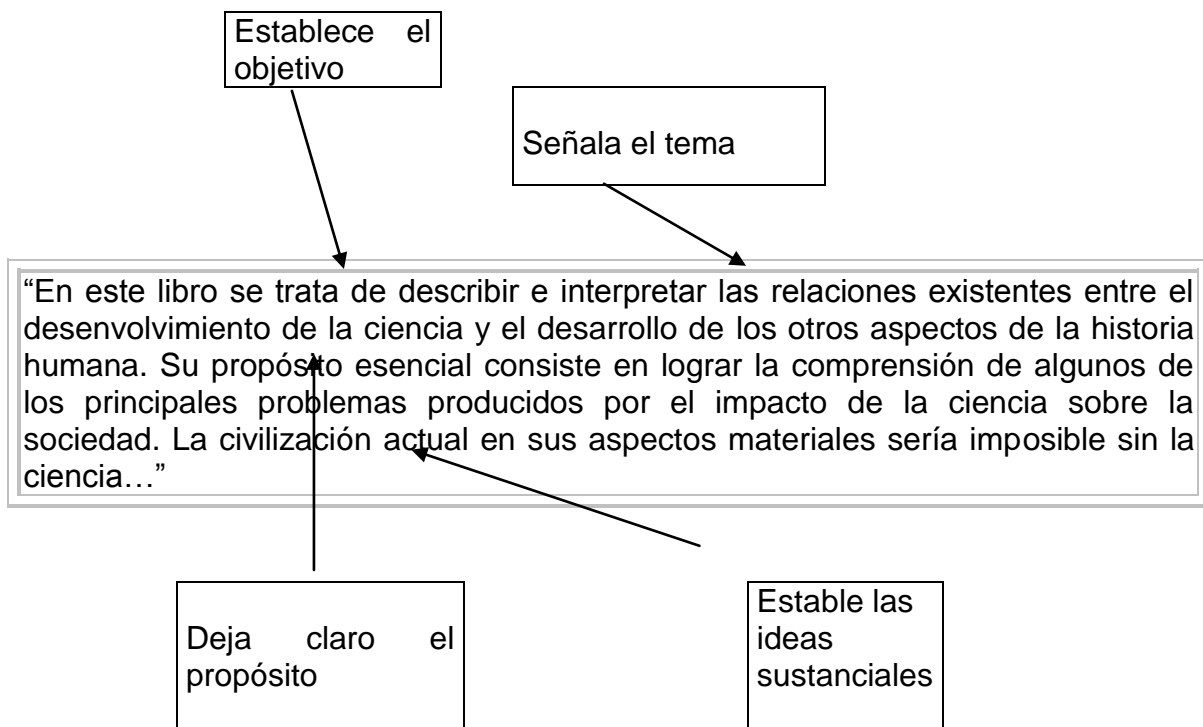 Establece el
objetivo
Señala el tema
“En este libro se trata de describir e interpretar las relaciones existentes entre el
desenvolvimiento de la ciencia y el desarrollo de los otros aspectos de la historia
humana. Su propósito esencial consiste en lograr la comprensión de algunos de
los principales problemas producidos por el impacto de la ciencia sobre la
sociedad. La civilización actual en sus aspectos materiales sería imposible sin la
ciencia…”
Deja claro el
propósito
Estable las
ideas
sustanciales